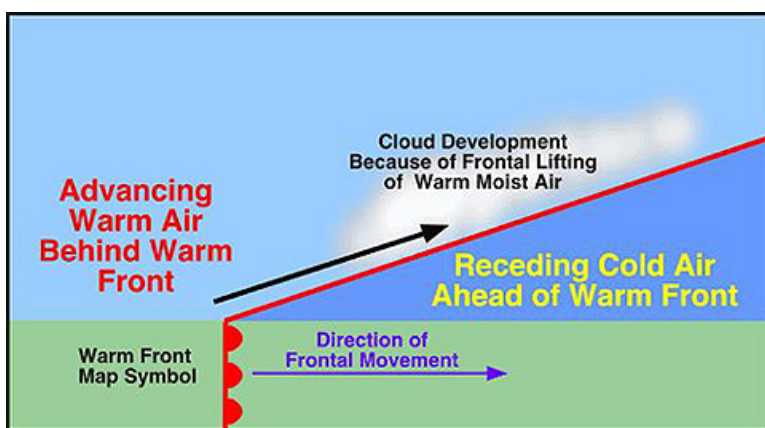 Cloud Development
Because of Frontal Lifting
of Warm Moist Air
Advancing
Warm Air
Behind Warm
Front
Receding Cold Air
Ahead of Warm Front
Warm Front
Map Symbol
Direction of
Frontal Movement